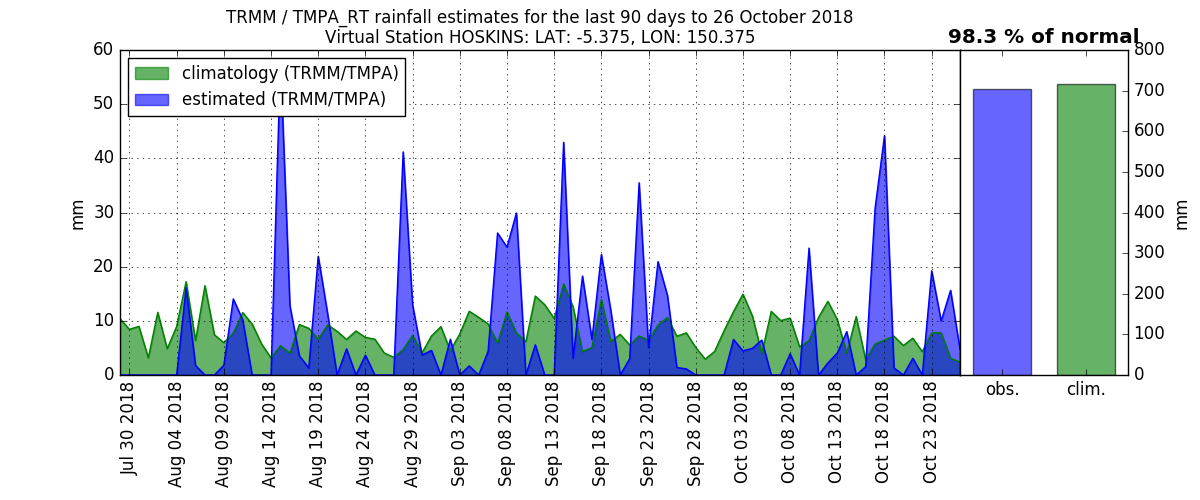 TRMM / TMPA_RT rainfall estimates for the last 90 days to 26 October 2018
Virtual Station HOSKINS: LAT: -5.375, LON: 150.375
98.3 % of normal
climatology (TRMM/TMPA)
estimated (TRMM/TMPA)
60
50
40
30
20
10
0
mm
800
700
600
500
400
300
200
100
0
mm
Jul 30 2018
Aug 04 2018
Aug 09 2018
Aug 14 2018
Aug 19 2018
Aug 24 2018
Aug 29 2018
Sep 03 2018
Sep 08 2018
Sep 13 2018
Sep 18 2018
Sep 23 2018
Sep 28 2018
Oct 03 2018
Oct 08 2018
Oct 13 2018
Oct 18 2018
Oct 23 2018
obs.
clim.